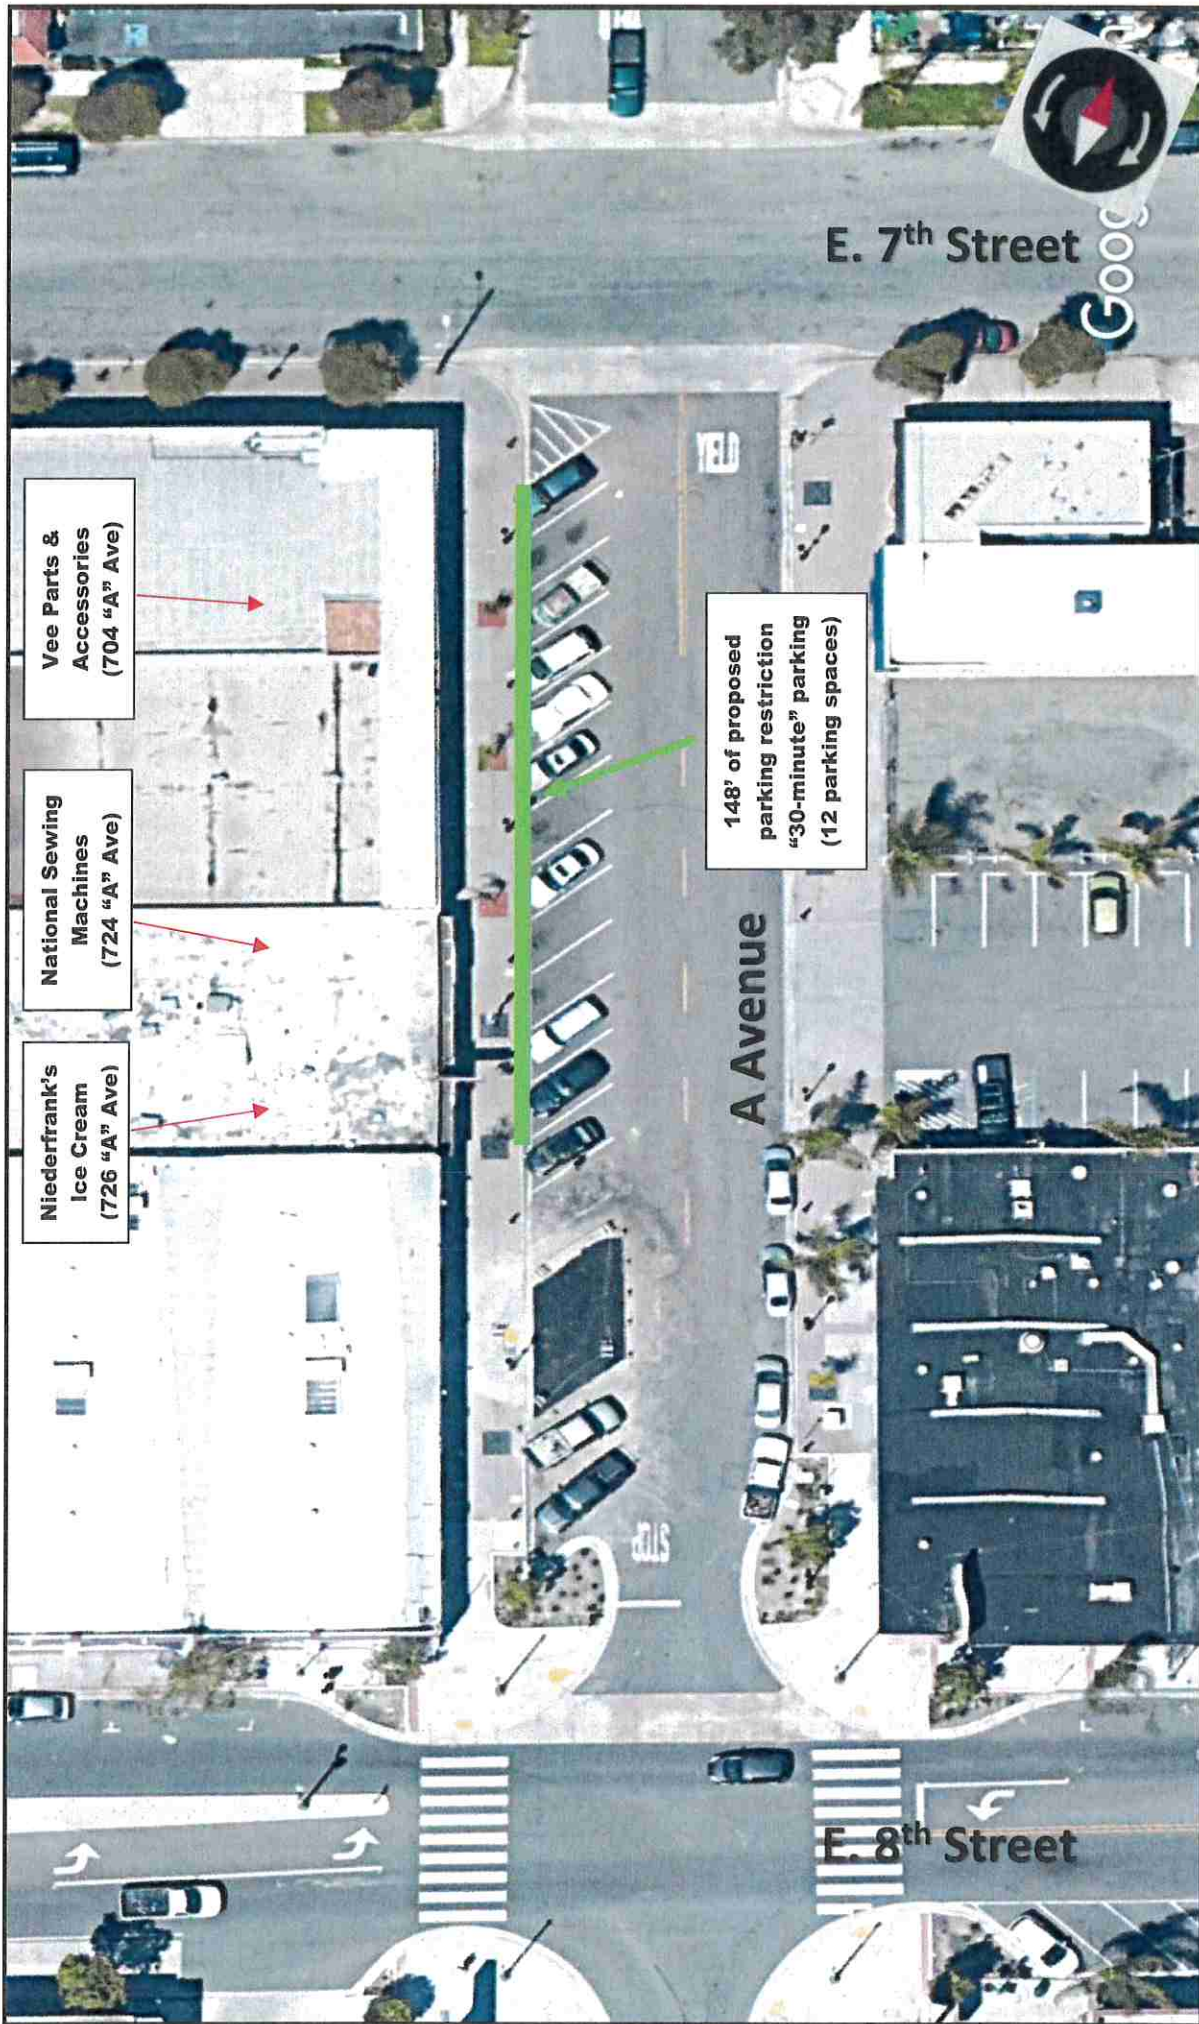 E. 7th Street
Goog
Vee Parts &
Accessories
(704 “A” Ave)
National Sewing
Machines
(724 “A” Ave)
Niederfrank’s
Ice Cream
(726 “A” Ave)
148’ of proposed
parking restriction
“30-minute” parking
(12 parking spaces)
A Avenue
STOP
E. 8th Street